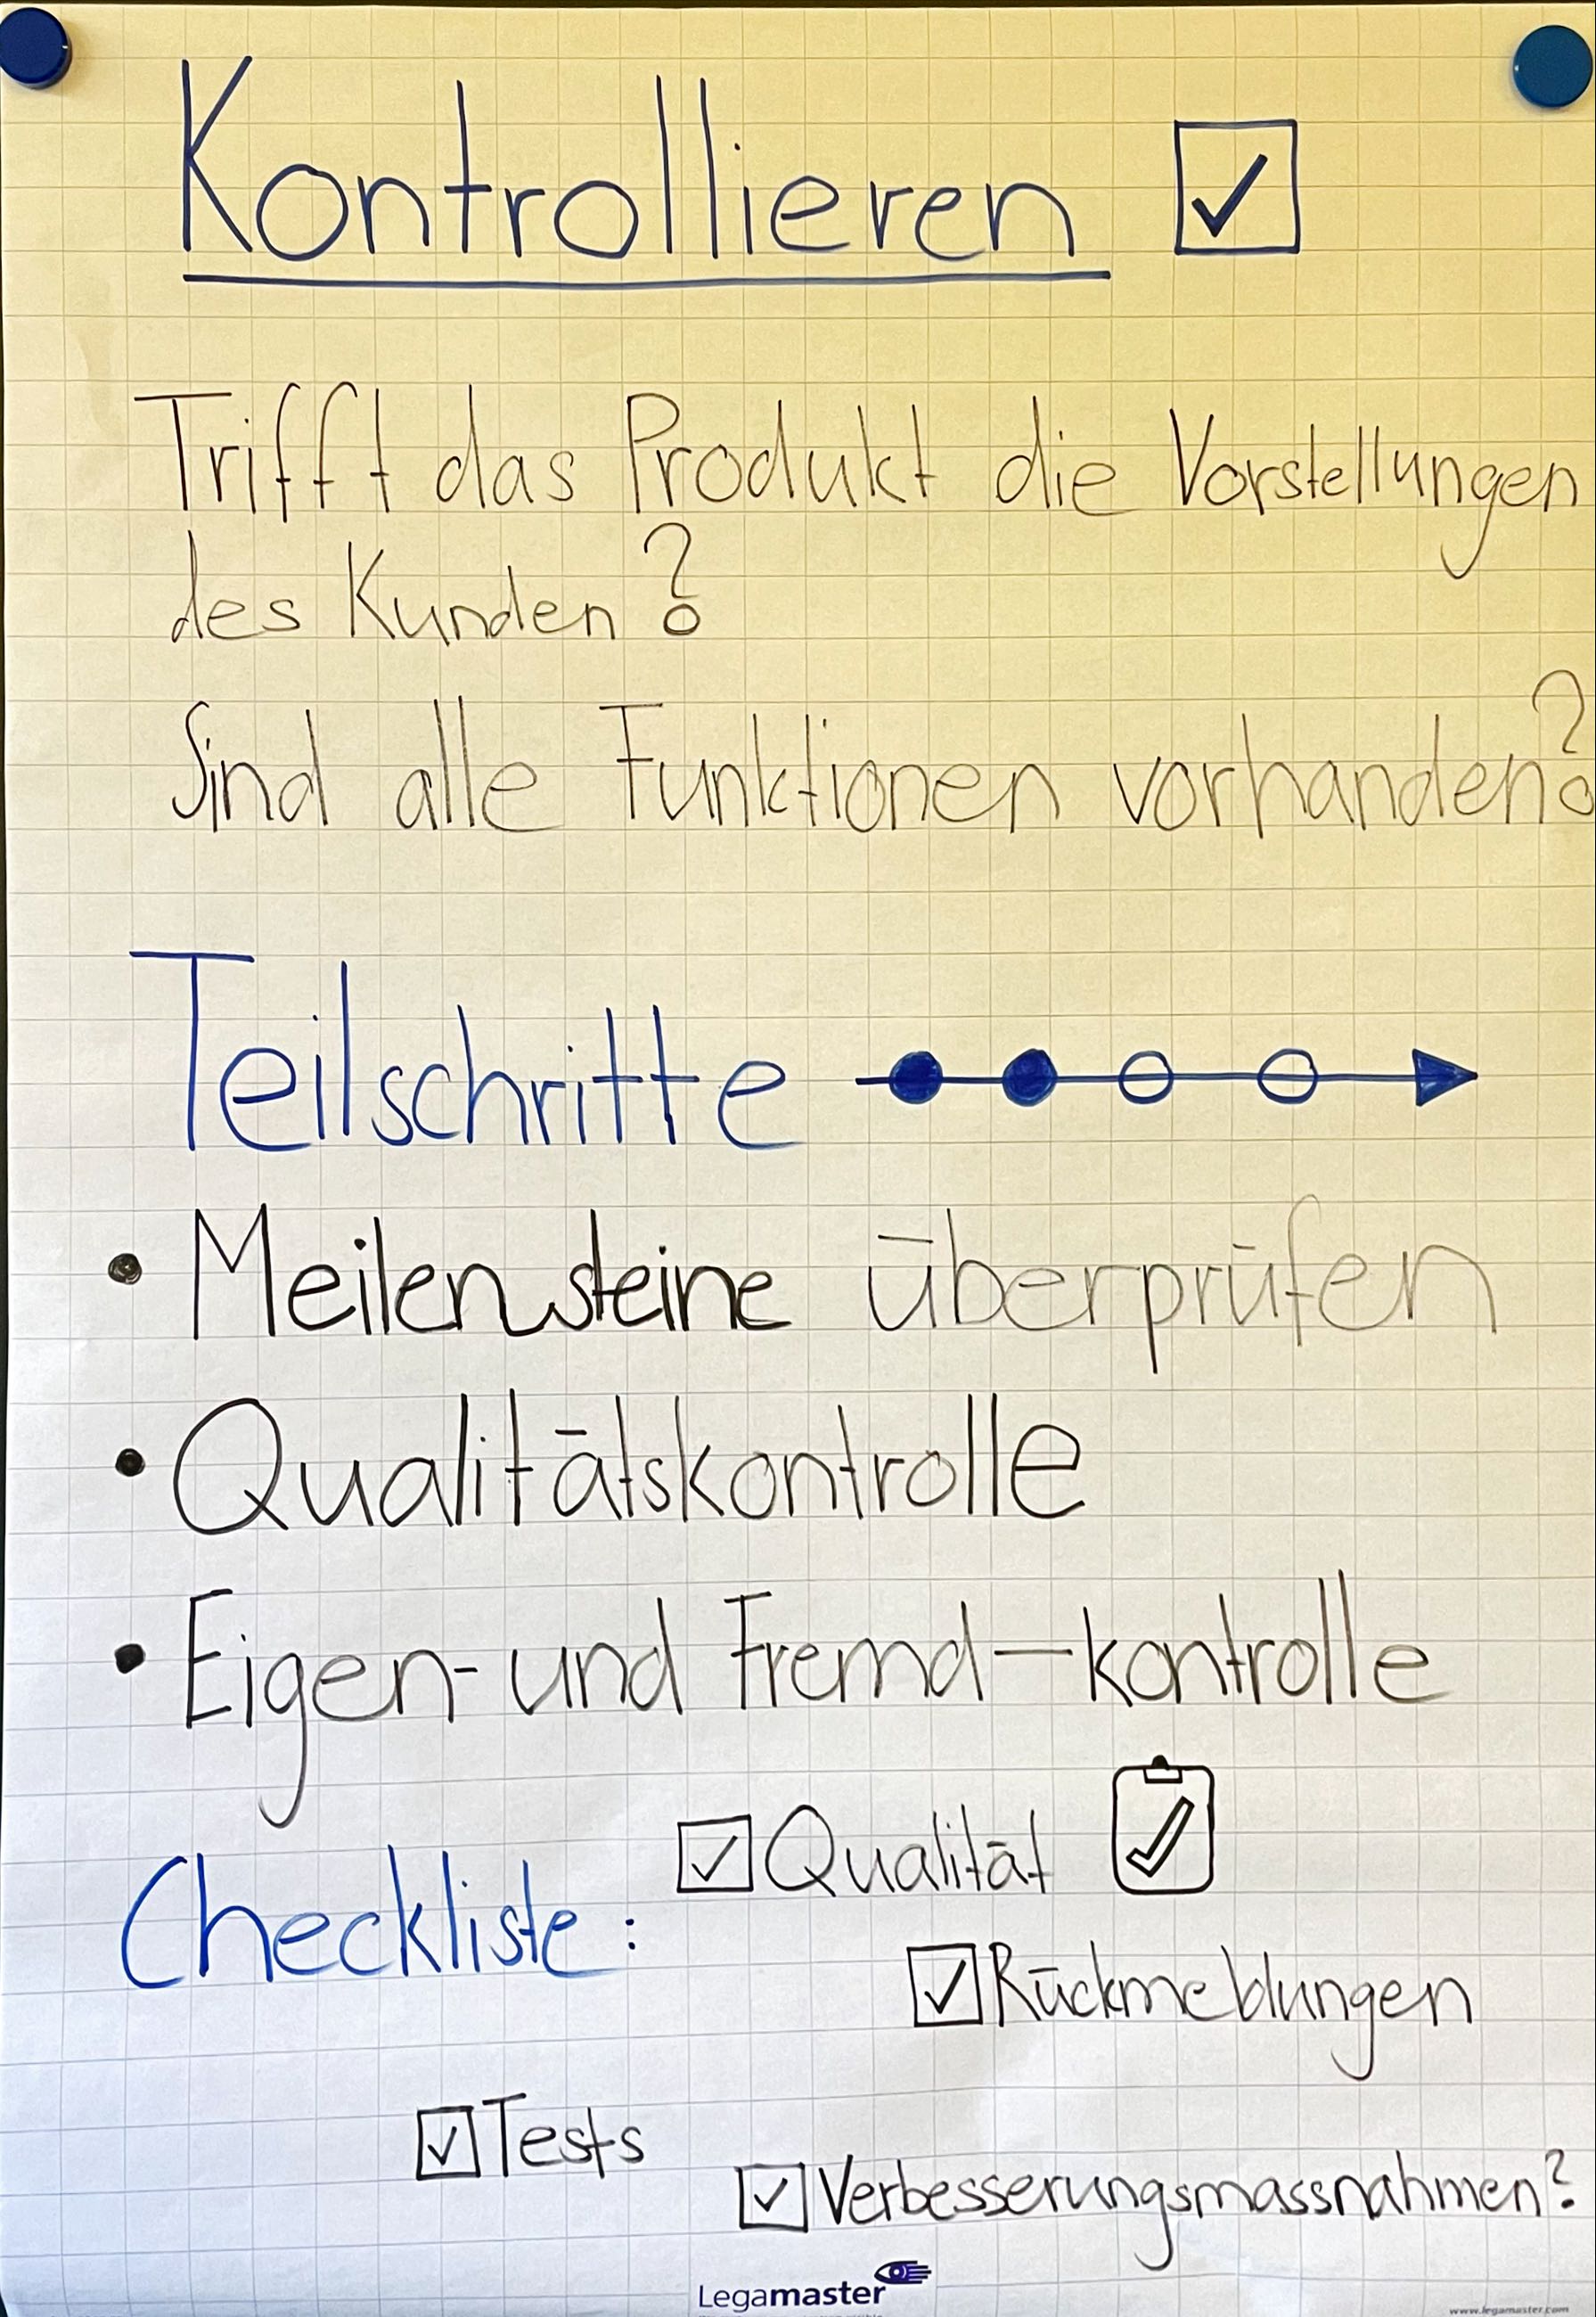 Kontrollieren
Trifft das Produkt die Vorstellungen
des Kunden?
Sind alle Funktionen vorhanden?
Teilschritte
• Meilensteine überprüfen
• Qualitätskontrolle
• Eigen- und Fremd-kontrolle
Checkliste:
Qualität
Rückmeldungen
Tests
Verbesserungsmassnahmen?
Legamaster
www.legamaster.com